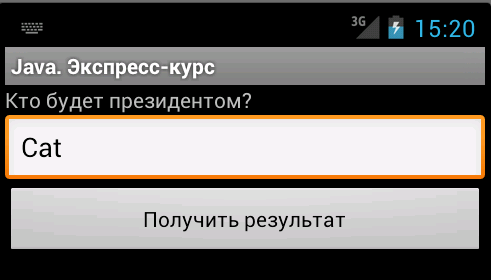 3G 15:20
Java. Экспресс-курс
Кто будет президентом?
Cat
Получить результат